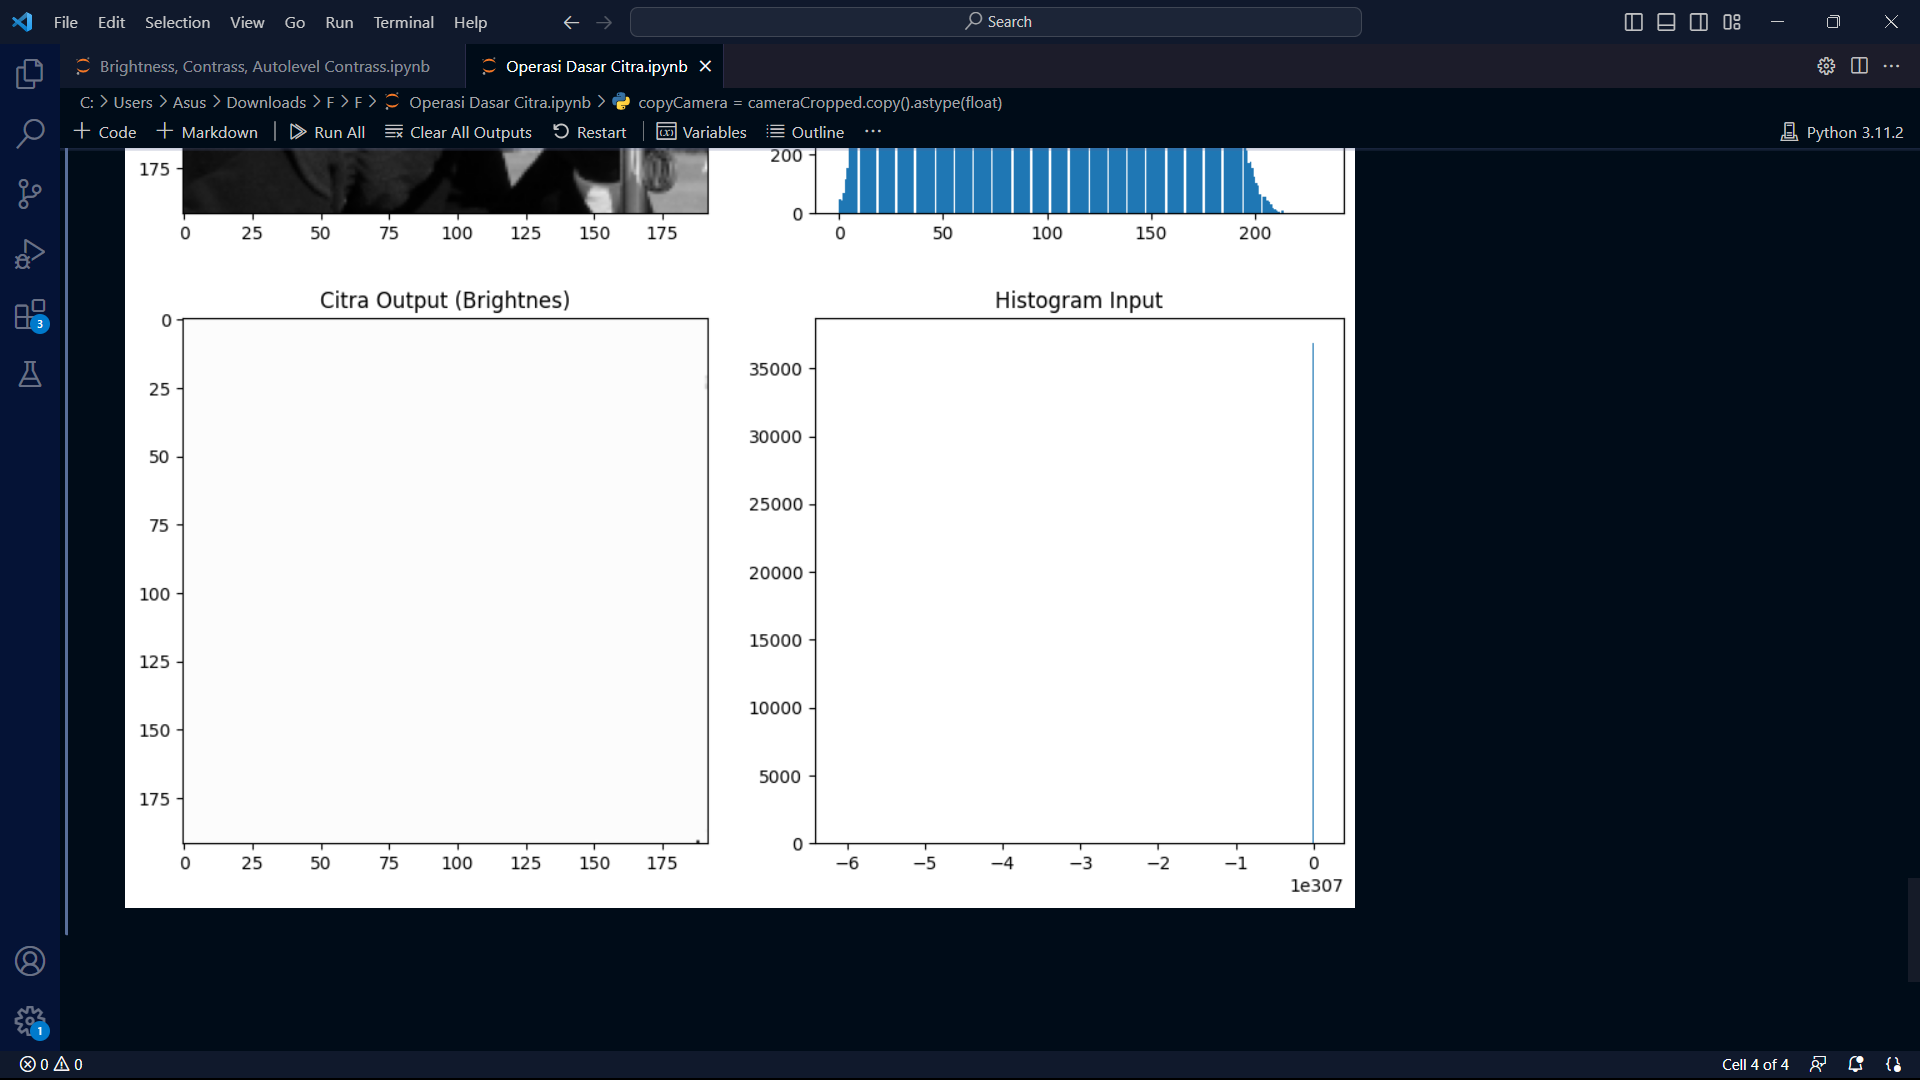 File Edit Selection View Go Run Terminal Help
Search
Brightness, Contrass, Autolevel Contrass.ipynb
Operasi Dasar Citra.ipynb
C: > Users > Asus > Downloads > F > F > Operasi Dasar Citra.ipynb > copyCamera = cameraCropped.copy().astype(float)
+ Code + Markdown | Run All Clear All Outputs Restart | Variables Outline ...
Python 3.11.2
175
0 25 50 75 100 125 150 175
200
0
0 50 100 150 200
Citra Output (Brightnes)
0
25
50
75
100
125
150
175
0 25 50 75 100 125 150 175
Histogram Input
35000
30000
25000
20000
15000
10000
5000
0
−6 −5 −4 −3 −2 −1 0
1e307
3
1
0 0
Cell 4 of 4